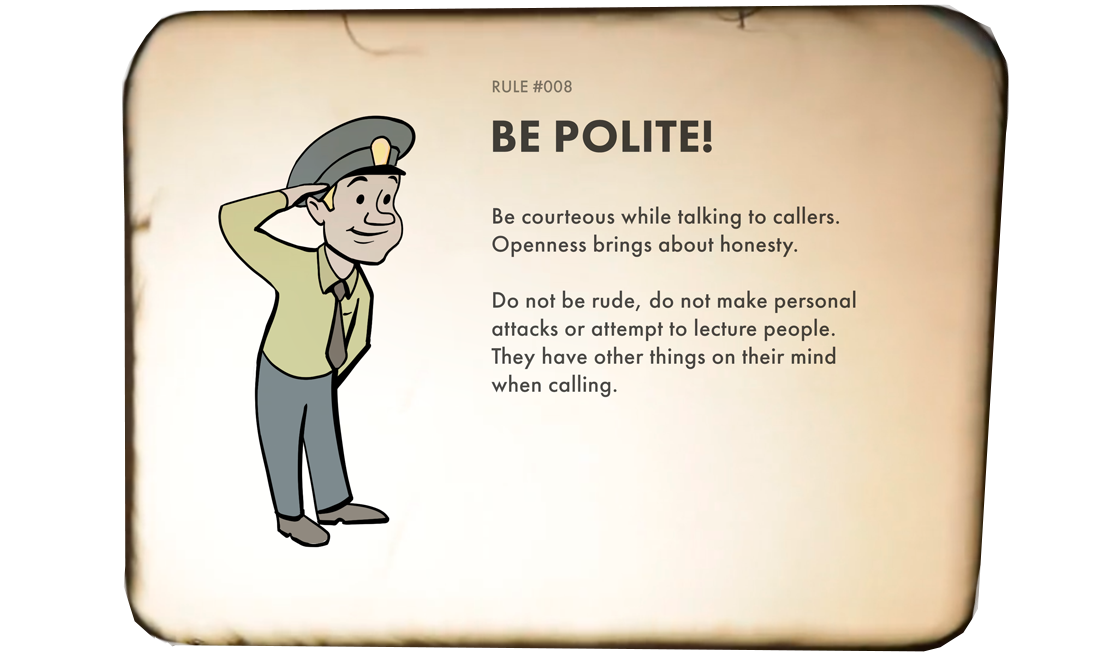 RULE #008
BE POLITE!
Be courteous while talking to callers.
Openness brings about honesty.
Do not be rude, do not make personal
attacks or attempt to lecture people.
They have other things on their mind
when calling.